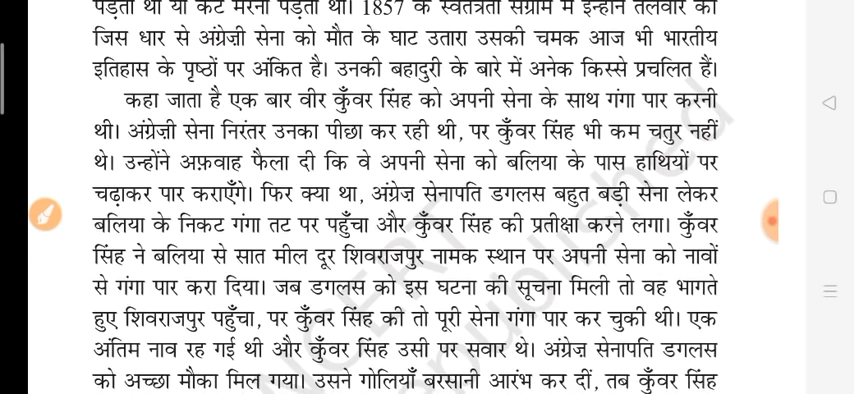 पड़ता था या कट मरना पड़ता था। 1857 के स्वतंत्रता संग्राम में इन्होंने तलवार की
जिस धार से अंग्रेज़ी सेना को मौत के घाट उतारा उसकी चमक आज भी भारतीय
इतिहास के पृष्ठों पर अंकित है। उनकी बहादुरी के बारे में अनेक किस्से प्रचलित हैं।
कहा जाता है एक बार वीर कुँवर सिंह को अपनी सेना के साथ गंगा पार करनी
थी। अंग्रेज़ी सेना निरंतर उनका पीछा कर रही थी, पर कुँवर सिंह भी कम चतुर नहीं
थे। उन्होंने अफ़वाह फैला दी कि वे अपनी सेना को बलिया के पास हाथियों पर
चढ़ाकर पार कराएँगे। फिर क्या था, अंग्रेज़ सेनापति डगलस बहुत बड़ी सेना लेकर
बलिया के निकट गंगा तट पर पहुँचा और कुँवर सिंह की प्रतीक्षा करने लगा। कुँवर
सिंह ने बलिया से सात मील दूर शिवराजपुर नामक स्थान पर अपनी सेना को नावों
से गंगा पार करा दिया। जब डगलस को इस घटना की सूचना मिली तो वह भागते
हुए शिवराजपुर पहुँचा, पर कुँवर सिंह की तो पूरी सेना गंगा पार कर चुकी थी। एक
अंतिम नाव रह गई थी और कुँवर सिंह उसी पर सवार थे। अंग्रेज़ सेनापति डगलस
को अच्छा मौका मिल गया। उसने गोलियाँ बरसानी आरंभ कर दीं, तब कुँवर सिंह
NCERT
republished